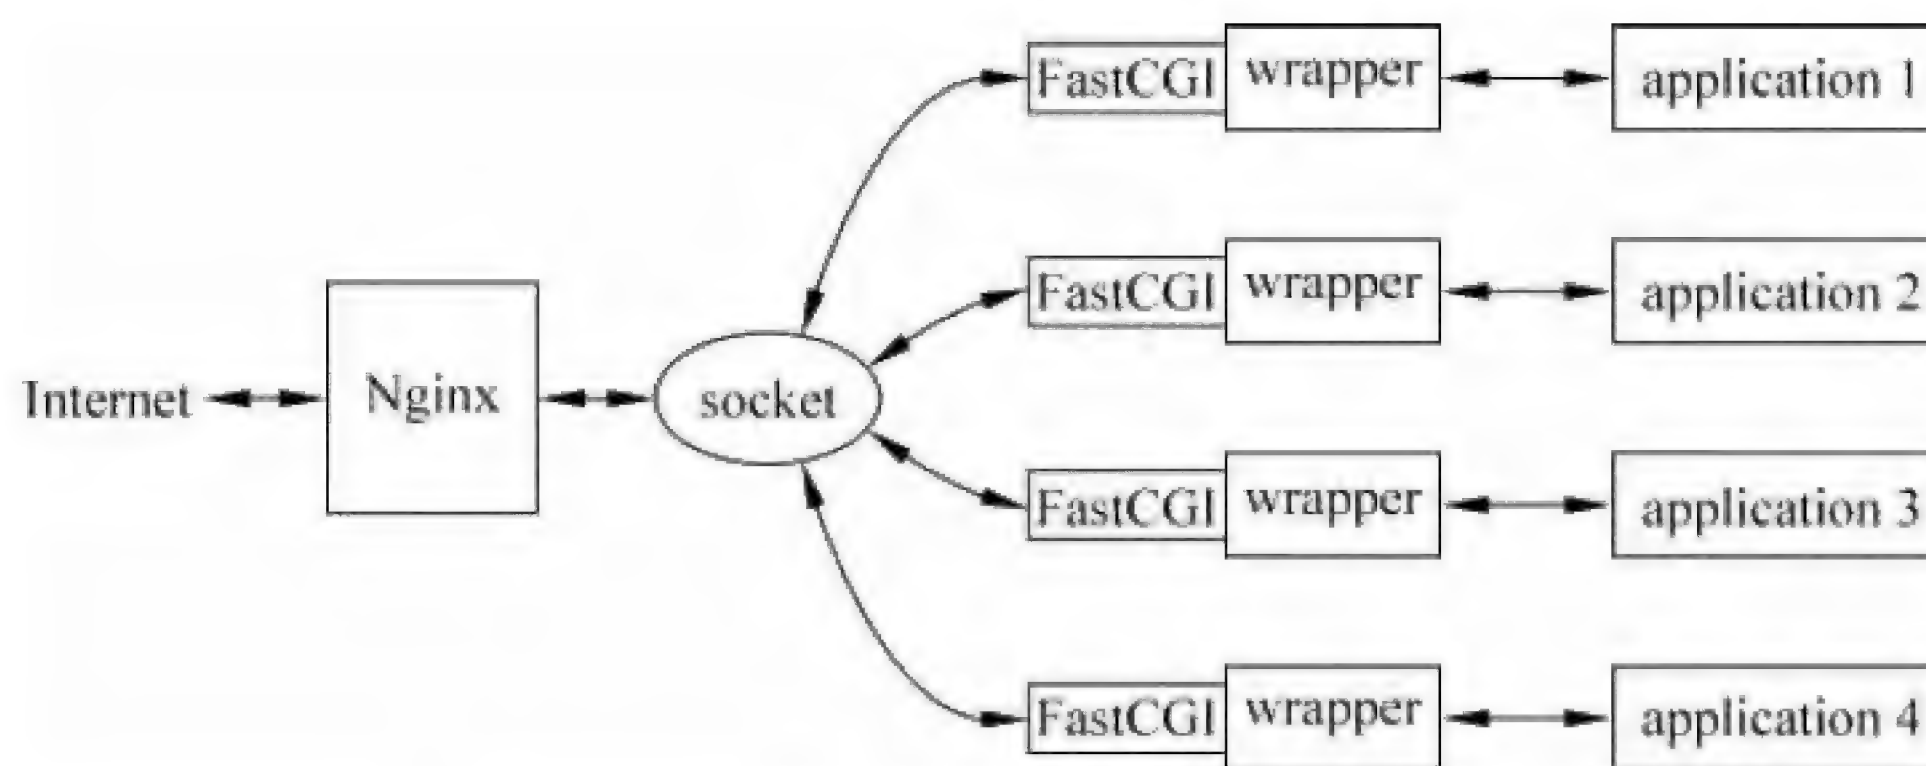 FastCGI wrapper application 1
FastCGI wrapper application 2
Internet Nginx socket
FastCGI wrapper application 3
FastCGI wrapper application 4